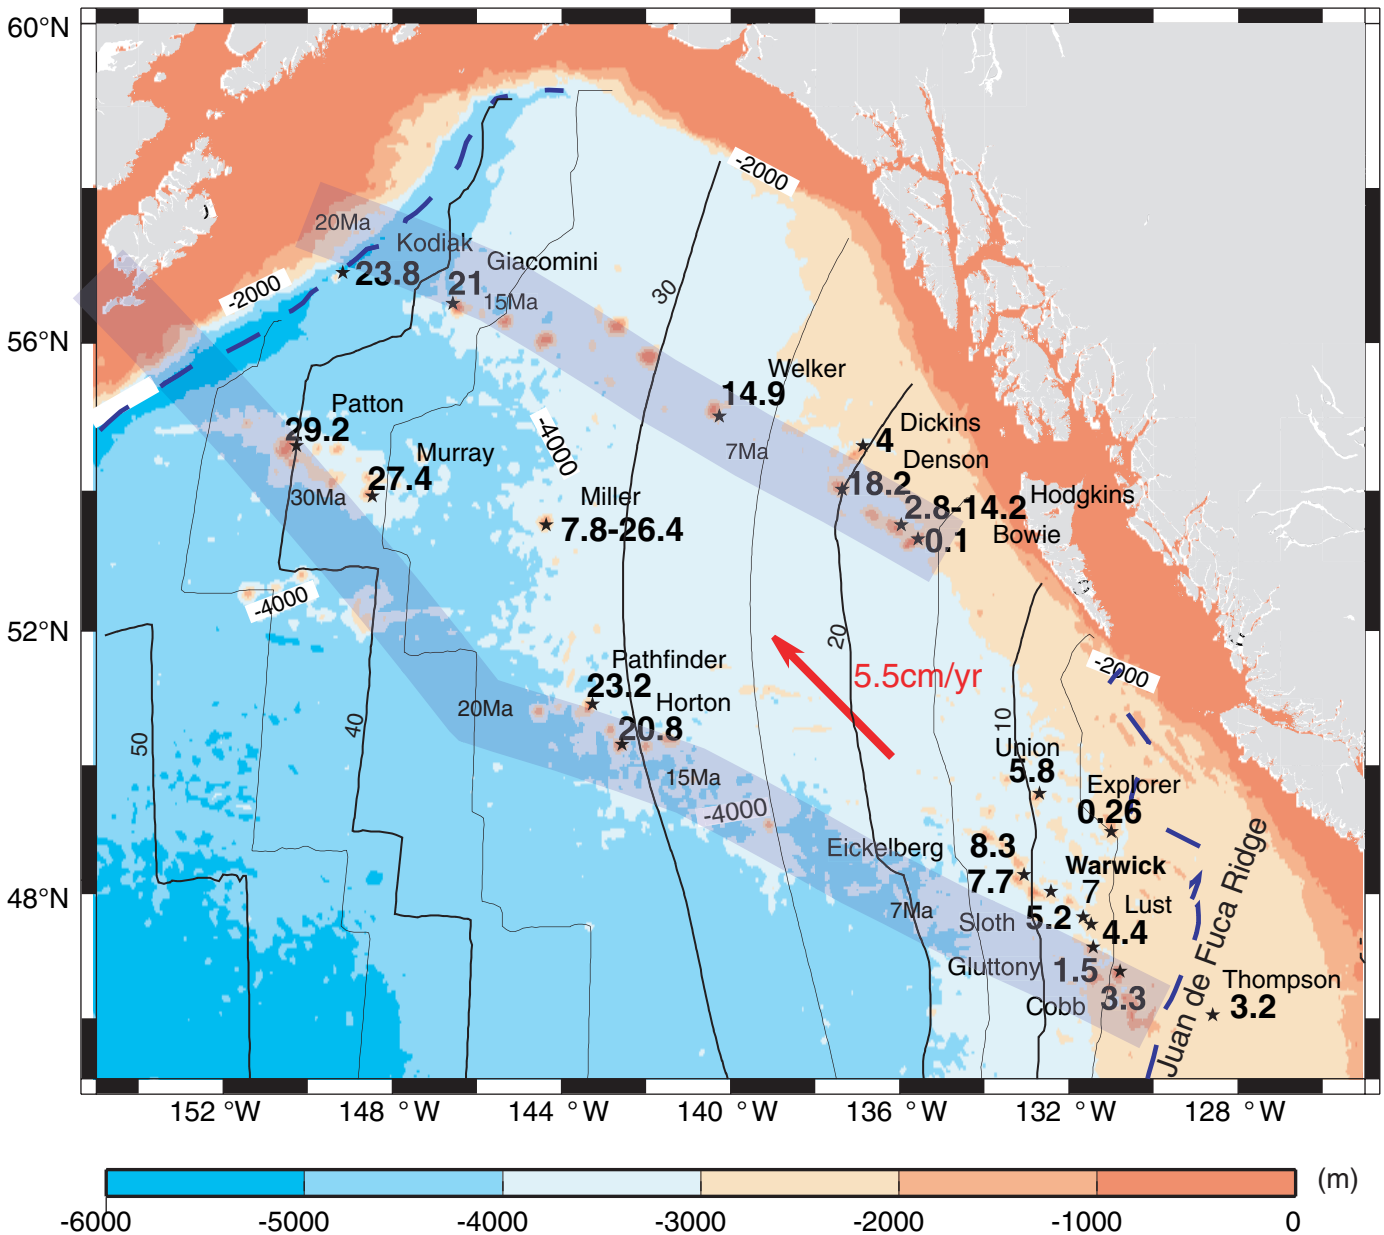 60°N
-2000
20Ma
Kodiak
23.8
Giacomini
21
15Ma
30
-2000
56°N
Welker
14.9
Patton
29.2
-4000
Dickins
4
7Ma
Murray
27.4
Denson
18.2
30Ma
Miller
7.8-26.4
2.8-14.2
Hodgkins
0.1
Bowie
-4000
52°N
20
Pathfinder
23.2
5.5cm/yr
-2000
Horton
20.8
20Ma
50
40
10
Union
5.8
15Ma
Explorer
0.26
-4000
Eickelberg
8.3
7.7
Warwick
7
48°N
7Ma
Sloth
5.2
Lust
4.4
Gluttony
1.5
Cobb
3.3
Juan de Fuca Ridge
Thompson
3.2
152 °W
148 °W
144 °W
140 °W
136 °W
132 °W
128 °W
(m)
-6000
-5000
-4000
-3000
-2000
-1000
0